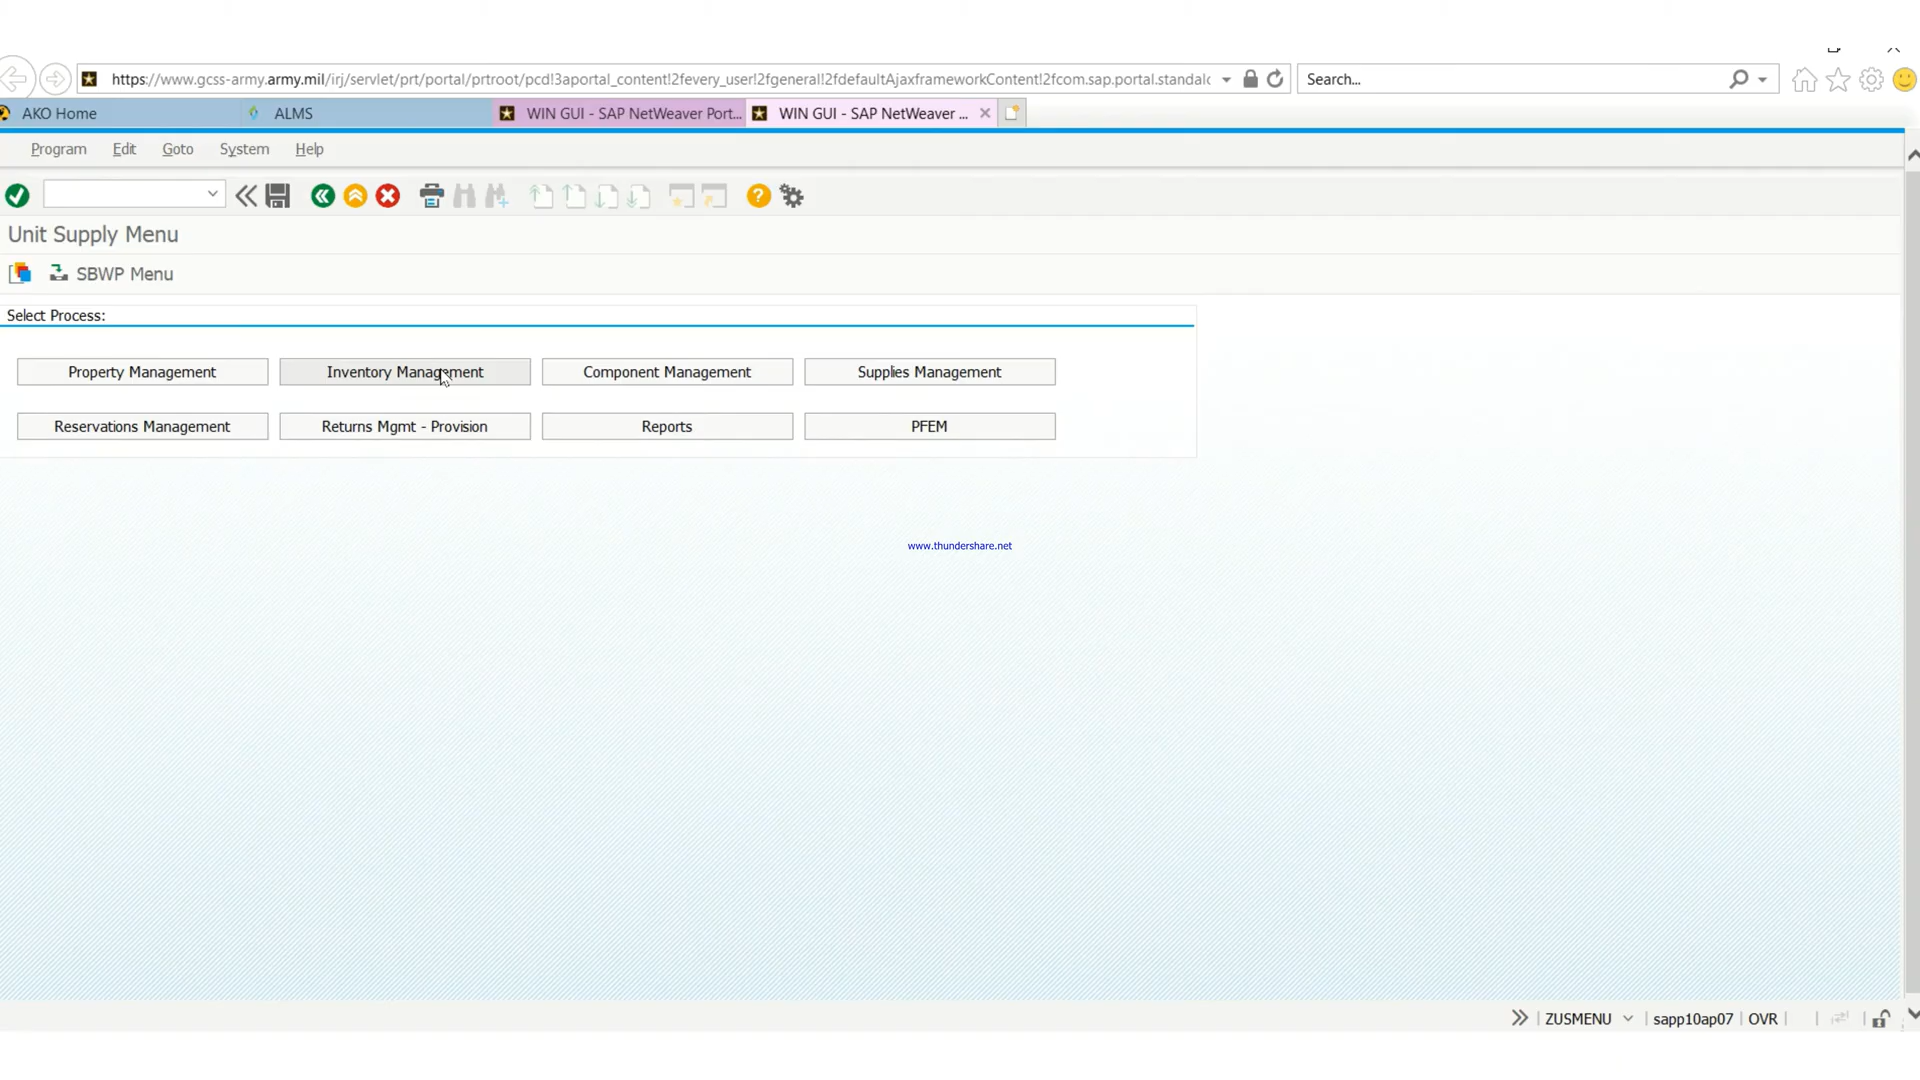 https://www.gcss-army.army.mil/irj/servlet/prt/portal/prtroot/pcd!3aportal_content!2fevery_user!2fgeneral!2fdefaultAjaxframeworkContent!2fcom.sap.portal.standalc
Search...
AKO Home
ALMS
WIN GUI - SAP NetWeaver Port...
WIN GUI - SAP NetWeaver ...
Program Edit Goto System Help
Unit Supply Menu
SBWP Menu
Select Process:
Property Management
Inventory Management
Component Management
Supplies Management
Reservations Management
Returns Mgmt - Provision
Reports
PFEM
www.thundershare.net
ZUSMENU
sapp10ap07
OVR